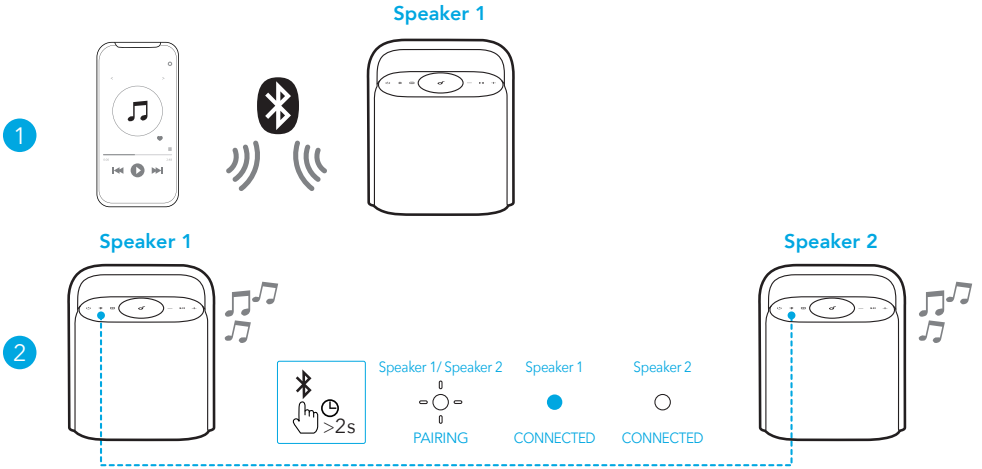 Speaker 1
1
Speaker 1
Speaker 2
2
Speaker 1/ Speaker 2
Speaker 1
Speaker 2
>2s
PAIRING
CONNECTED
CONNECTED